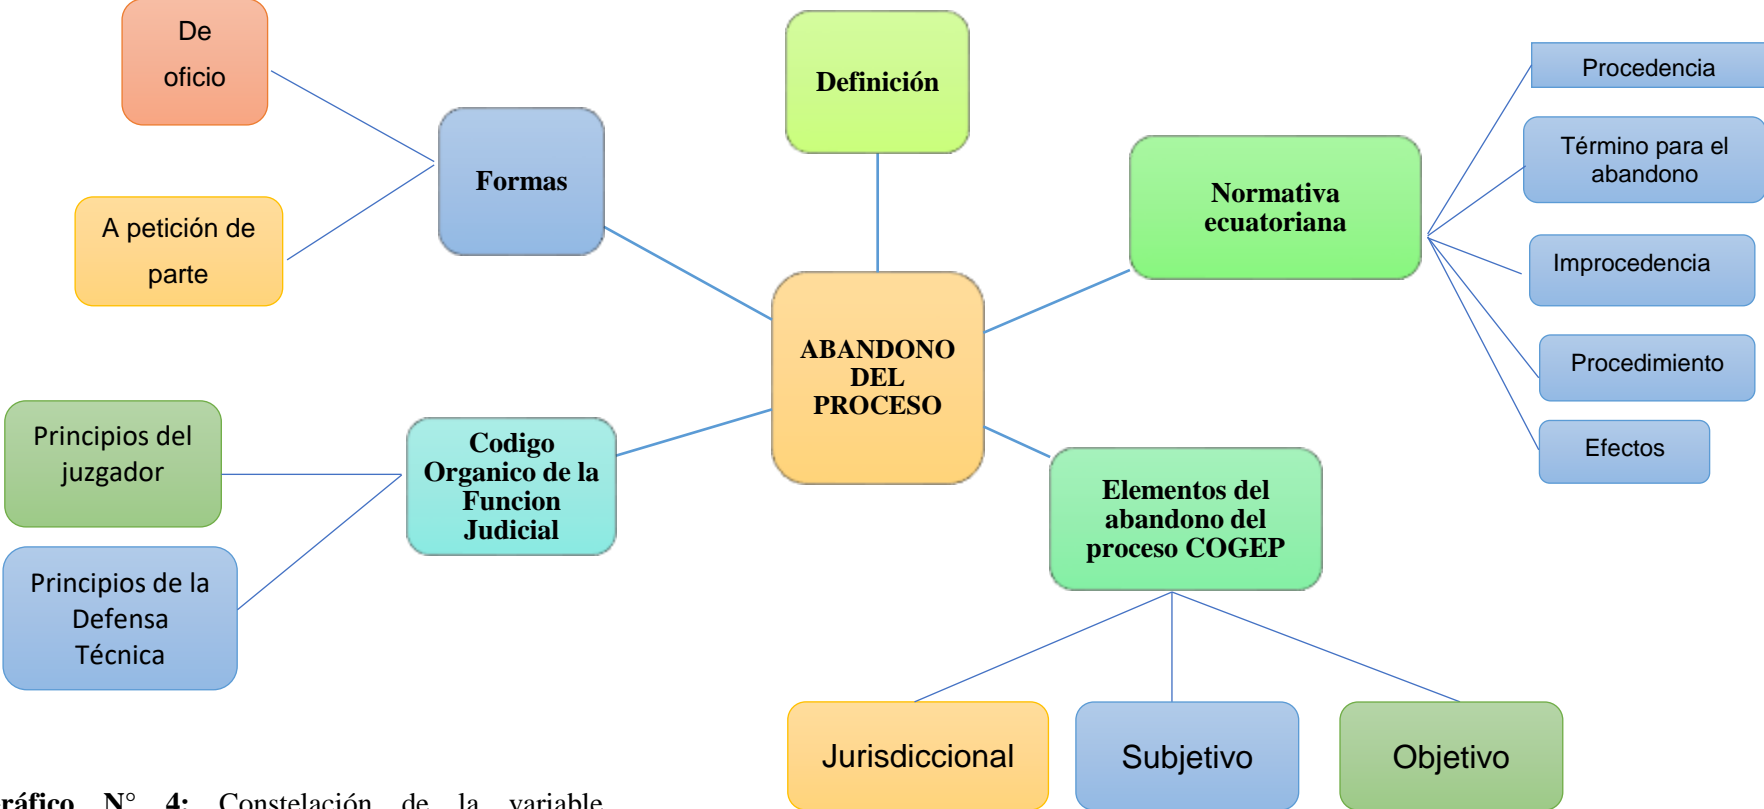 De
oficio
A petición de
parte
Formas
Definición
Normativa
ecuatoriana
Procedencia
Término para el
abandono
Improcedencia
Procedimiento
Efectos
ABANDONO
DEL
PROCESO
Principios del
juzgador
Principios de la
Defensa
Técnica
Codigo
Organico de la
Funcion
Judicial
Elementos del
abandono del
proceso COGEP
Jurisdiccional
Subjetivo
Objetivo
ráfico N° 4: Constelación de la variable